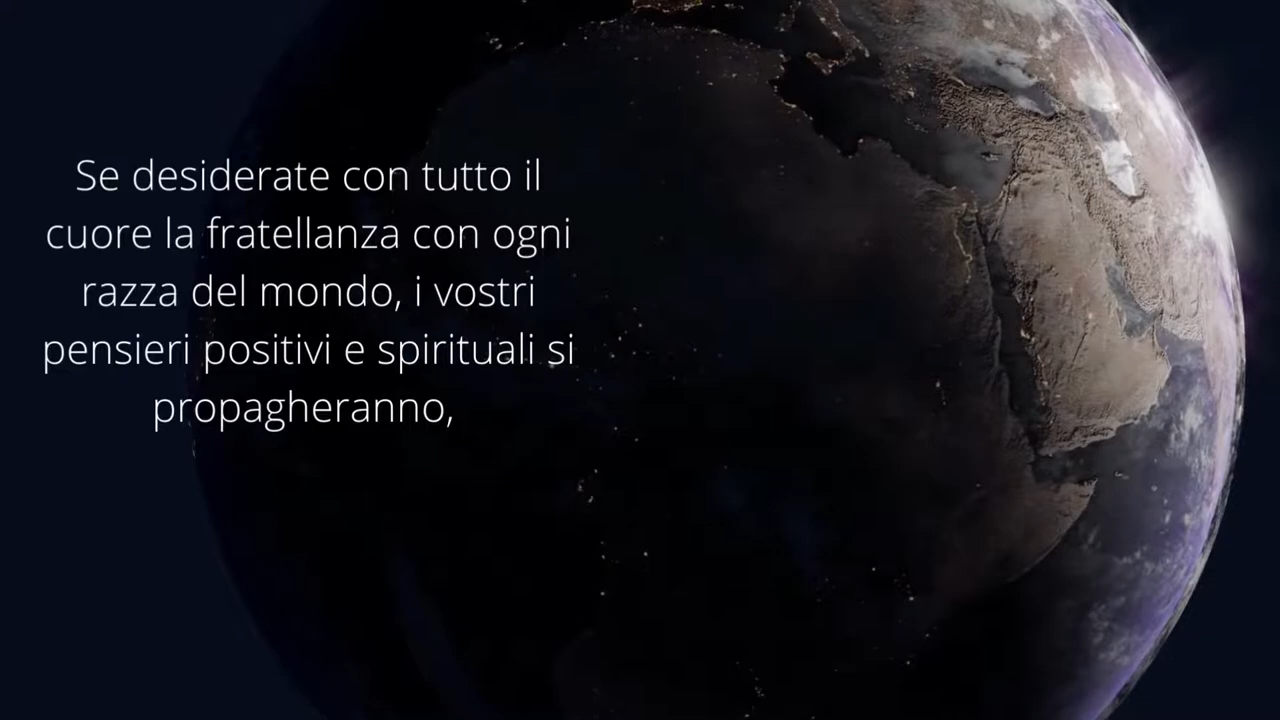 Se desiderate con tutto il
cuore la fratellanza con ogni
razza del mondo, i vostri
pensieri positivi e spirituali si
propagheranno,